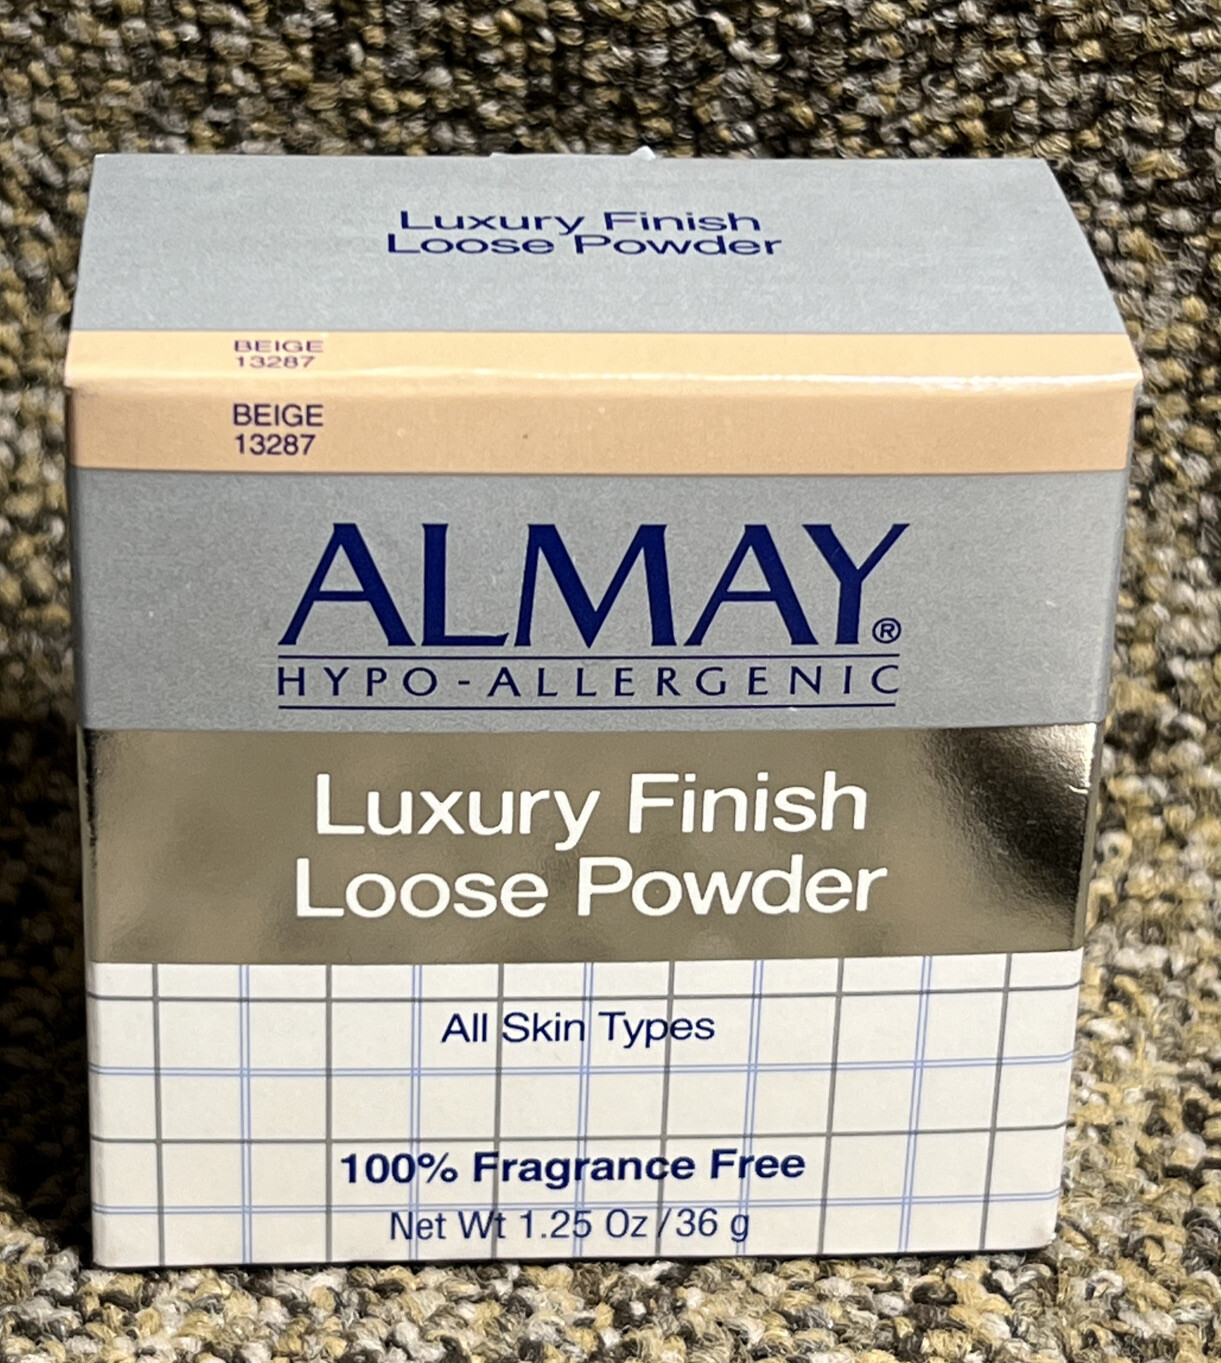 Luxury Finish
Loose Powder
BEIGE
13287
BEIGE
13287
ALMAY®
HYPO-ALLERGENIC
Luxury Finish
Loose Powder
All Skin Types
100% Fragrance Free
Net Wt 1.25 Oz/36 g